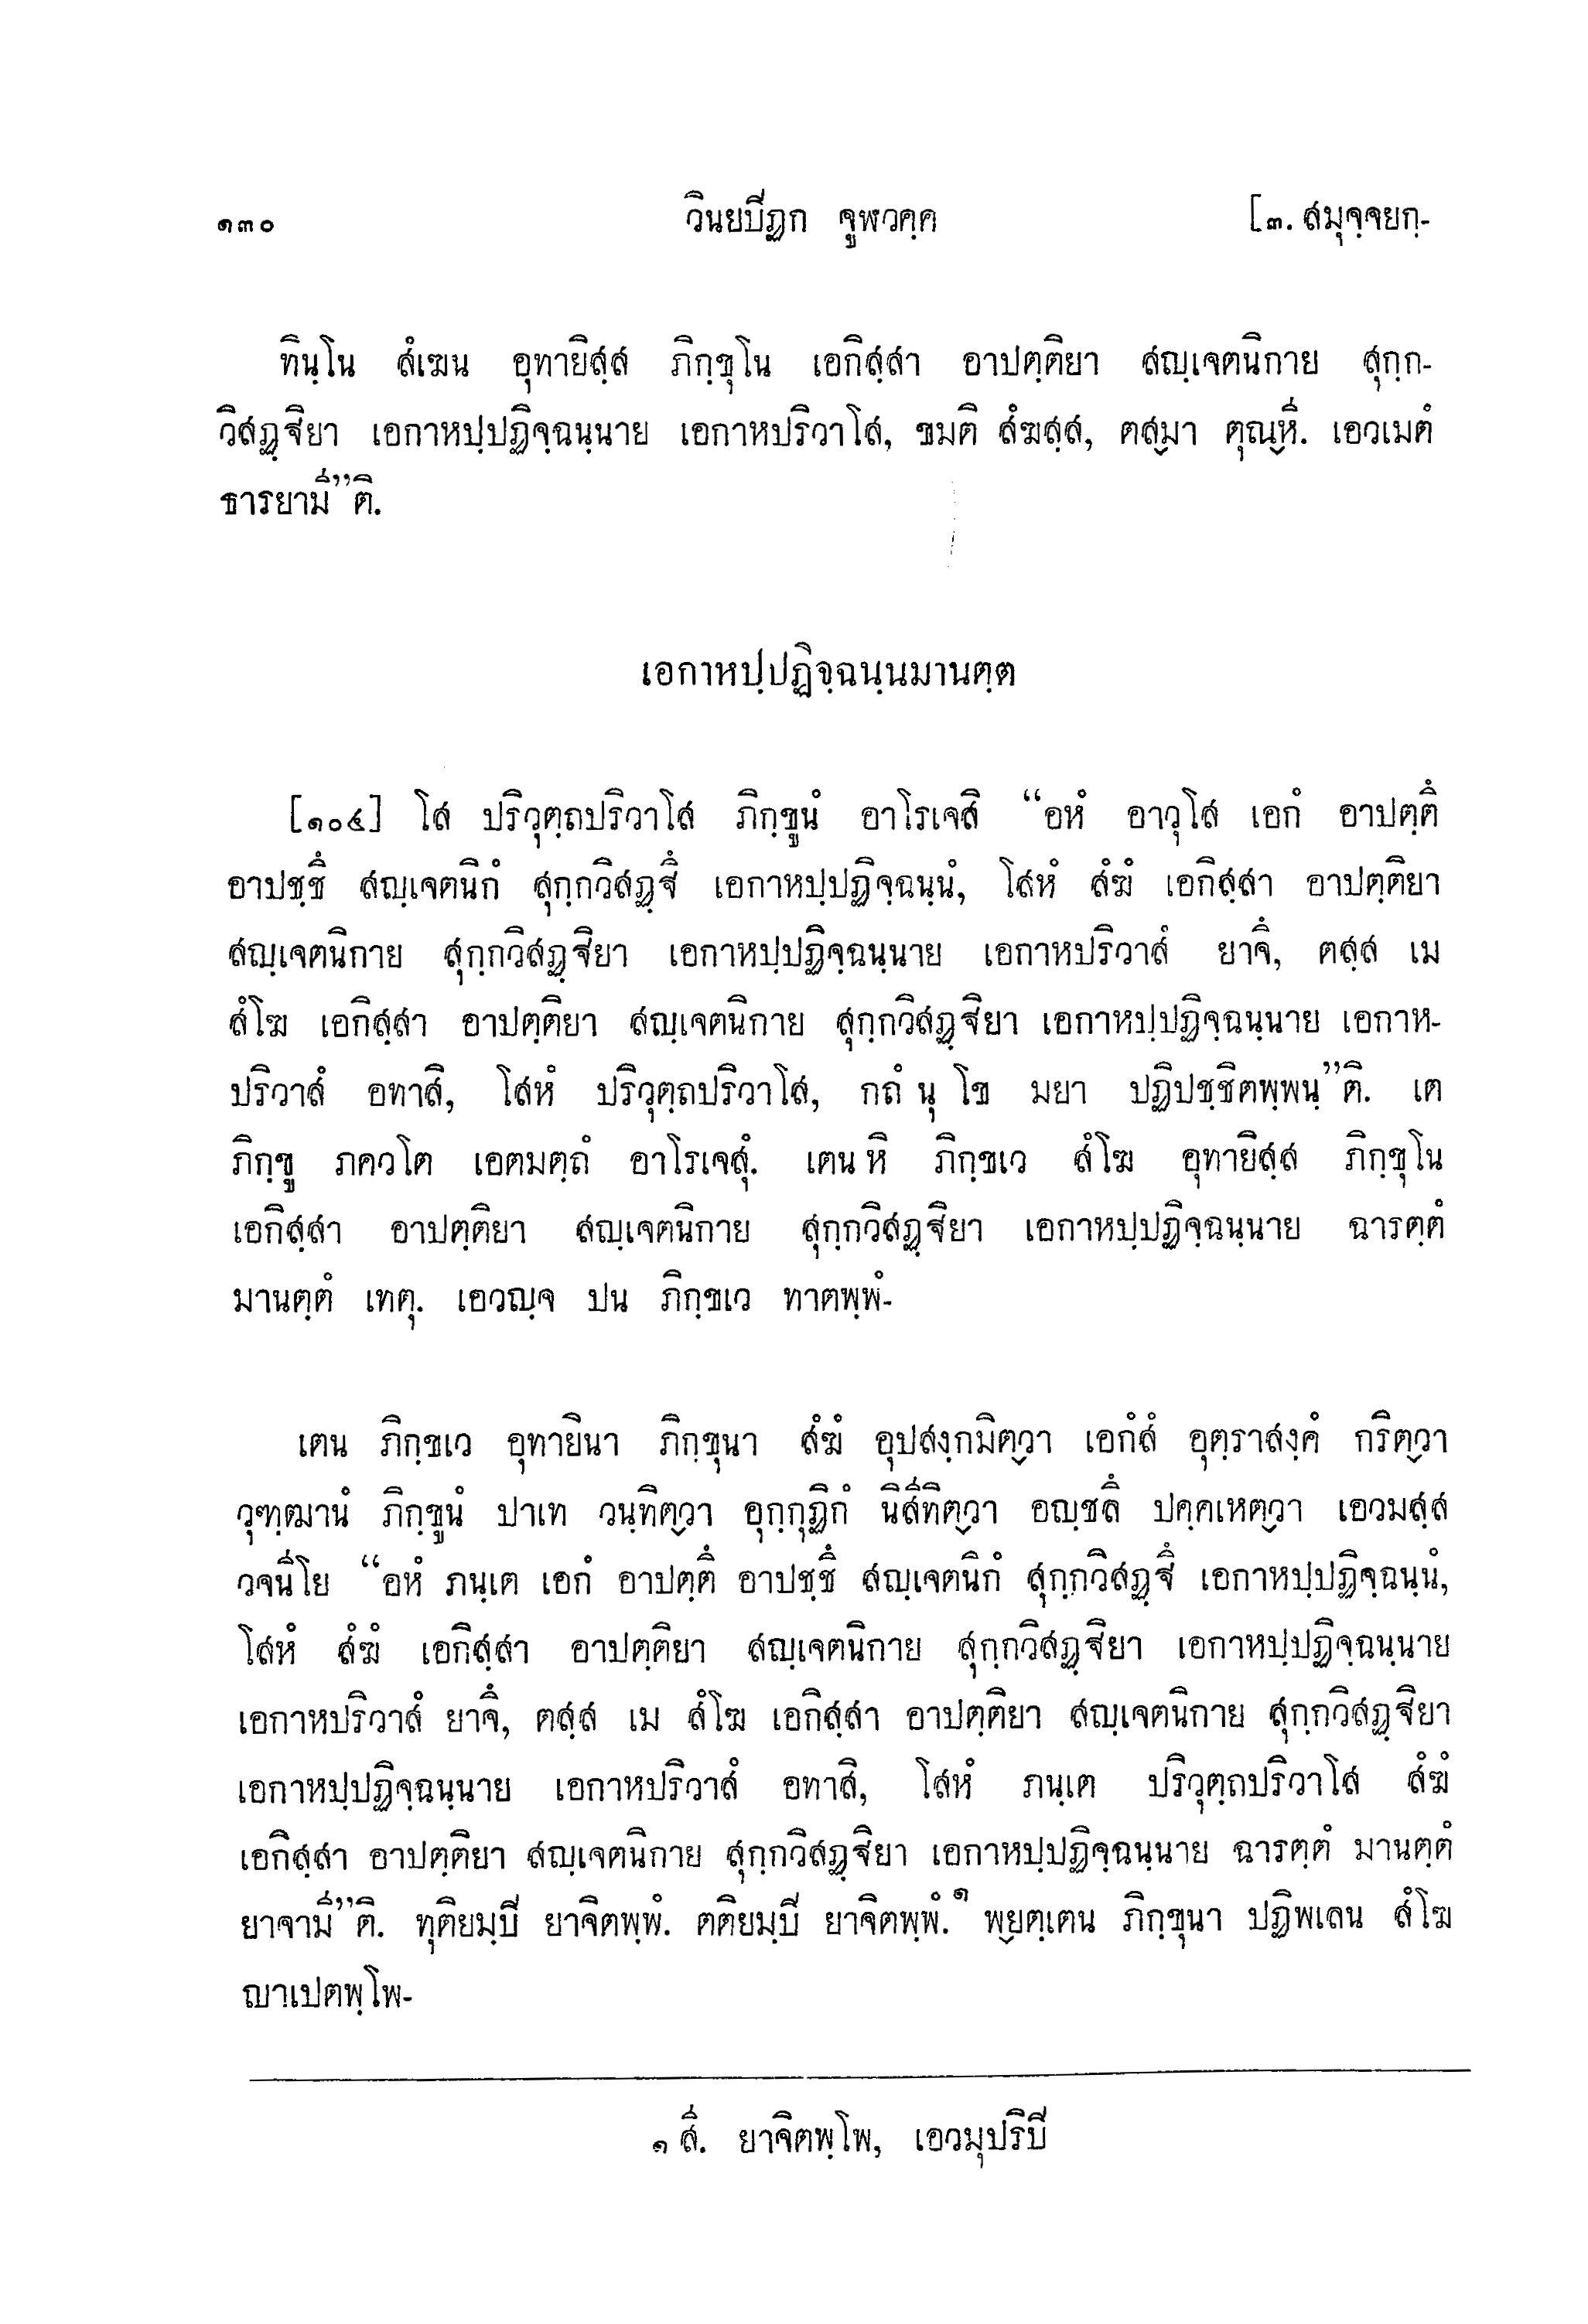 ๑๓๐ วินยปิฏก จูฬวคฺค [๓. สมุจฺจยกฺ-
ทินฺโน สํเฆน อุทายิสฺส ภิกฺขุโน เอกิสฺสา อาปตฺติยา สญฺเจตนิกาย สุกฺก-
วิสฏฺฐิยา เอกาหปฺปฏิจฺฉนฺนาย เอกาหปริวาโส, ขมติ สํฆสฺส, ตสฺมา ตุณฺหี. เอวเมตํ
ธารยามี”ติ.
เอกาหปฺปฏิจฺฉนฺนมานตฺต
[๑๐๔] โส ปริวุตฺถปริวาโส ภิกฺขูนํ อาโรเจสิ “อหํ อาวุโส เอกํ อาปตฺตึ
อาปชฺชึ สญฺเจตนิกํ สุกฺกวิสฏฺฐึ เอกาหปฺปฏิจฺฉนฺนํ, โสหํ สํฆํ เอกิสฺสา อาปตฺติยา
สญฺเจตนิกาย สุกฺกวิสฏฺฐิยา เอกาหปฺปฏิจฺฉนฺนาย เอกาหปริวาสํ ยาจึ, ตสฺส เม
สํโฆ เอกิสฺสา อาปตฺติยา สญฺเจตนิกาย สุกฺกวิสฏฺฐิยา เอกาหปฺปฏิจฺฉนฺนาย เอกาห-
ปริวาสํ อทาสิ, โสหํ ปริวุตฺถปริวาโส, กถํ นุ โข มยา ปฏิปชฺชิตพฺพนฺ”ติ. เต
ภิกฺขู ภควโต เอตมตฺถํ อาโรเจสุํ. เตน หิ ภิกฺขเว สํโฆ อุทายิสฺส ภิกฺขุโน
เอกิสฺสา อาปตฺติยา สญฺเจตนิกาย สุกฺกวิสฏฺฐิยา เอกาหปฺปฏิจฺฉนฺนาย ฉารตฺตํ
มานตฺตํ เทตุ. เอวญฺจ ปน ภิกฺขเว ทาตพฺพํ-
เตน ภิกฺขเว อุทายินา ภิกฺขุนา สํฆํ อุปสงฺกมิตฺวา เอกํสํ อุตฺราสงฺคํ กริตฺวา
วุฑฺฒานํ ภิกฺขูนํ ปาเท วนฺทิตฺวา อุกฺกุฏิกํ นิสีทิตฺวา อญฺชลึ ปคฺคเหตฺวา เอวมสฺส
วจนีโย “อหํ ภนฺเต เอกํ อาปตฺตึ อาปชฺชึ สญฺเจตนิกํ สุกฺกวิสฏฺฐึ เอกาหปฺปฏิจฺฉนฺนํ,
โสหํ สํฆํ เอกิสฺสา อาปตฺติยา สญฺเจตนิกาย สุกฺกวิสฏฺฐิยา เอกาหปฺปฏิจฺฉนฺนาย
เอกาหปริวาสํ ยาจึ, ตสฺส เม สํโฆ เอกิสฺสา อาปตฺติยา สญฺเจตนิกาย สุกฺกวิสฏฺฐิยา
เอกาหปฺปฏิจฺฉนฺนาย เอกาหปริวาสํ อทาสิ, โสหํ ภนฺเต ปริวุตฺถปริวาโส สํฆํ
เอกิสฺสา อาปตฺติยา สญฺเจตนิกาย สุกฺกวิสฏฺฐิยา เอกาหปฺปฏิจฺฉนฺนาย ฉารตฺตํ มานตฺตํ
ยาจามี”ติ. ทุติยมฺปิ ยาจิตพฺพํ. ตติยมฺปิ ยาจิตพฺพํ.๑ พฺยตฺเตน ภิกฺขุนา ปฏิพเลน สํโฆ
ญาเปตพฺโพ-
๑ สี. ยาจิตพฺโพ, เอวมุปริปิ